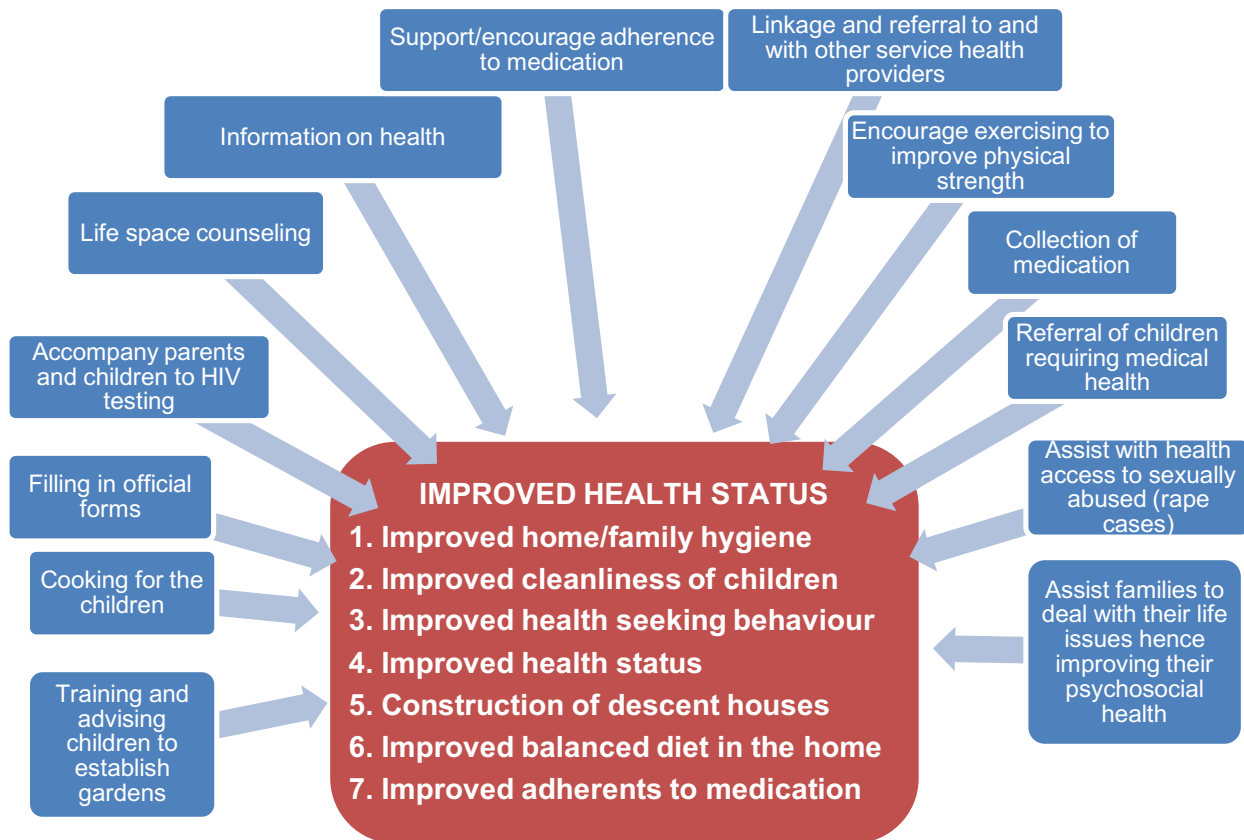 Support/encourage adherence
to medication
Linkage and referral to and
with other service health
providers
Information on health
Encourage exercising to
improve physical
strength
Life space counseling
Collection of
medication
Accompany parents
and children to HIV
testing
Referral of children
requiring medical
health
Filling in official
forms
Assist with health
access to sexually
abused (rape
cases)
Cooking for the
children
Assist families to
deal with their life
issues hence
improving their
psychosocial
health
Training and
advising
children to
establish
gardens
IMPROVED HEALTH STATUS
1. Improved home/family hygiene
2. Improved cleanliness of children
3. Improved health seeking behaviour
4. Improved health status
5. Construction of descent houses
6. Improved balanced diet in the home
7. Improved adherents to medication